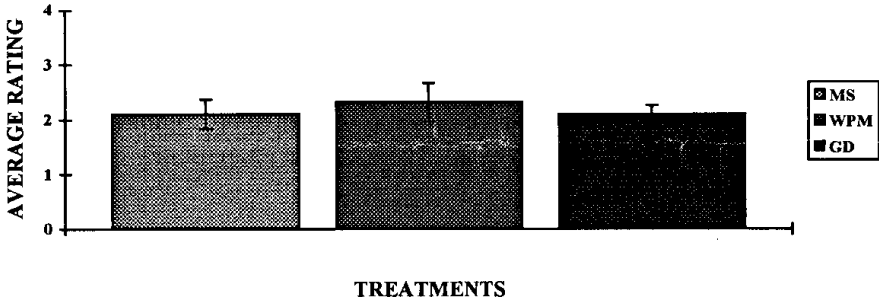 4
3
2
1
0
AVERAGE RATING
MS
WPM
GD
TREATMENTS